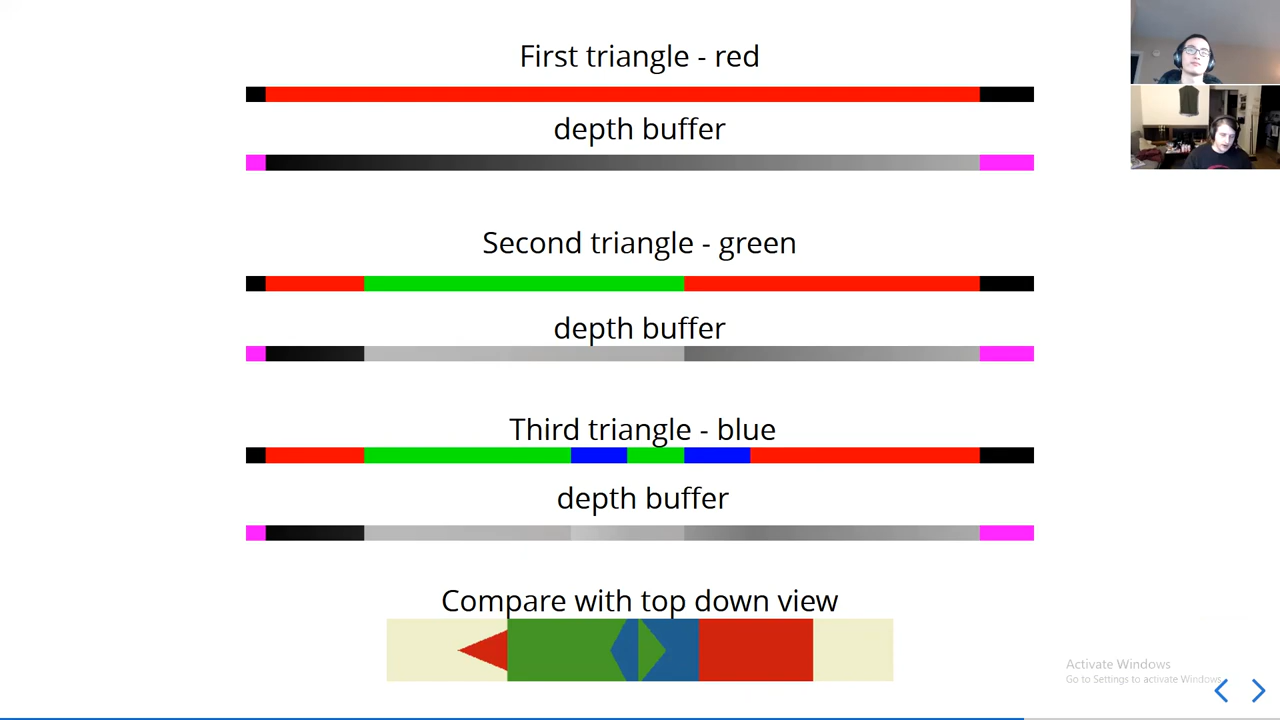 First triangle - red
depth buffer
Second triangle - green
depth buffer
Third triangle - blue
depth buffer
Compare with top down view
Activate Windows
Go to Settings to activate Windows.